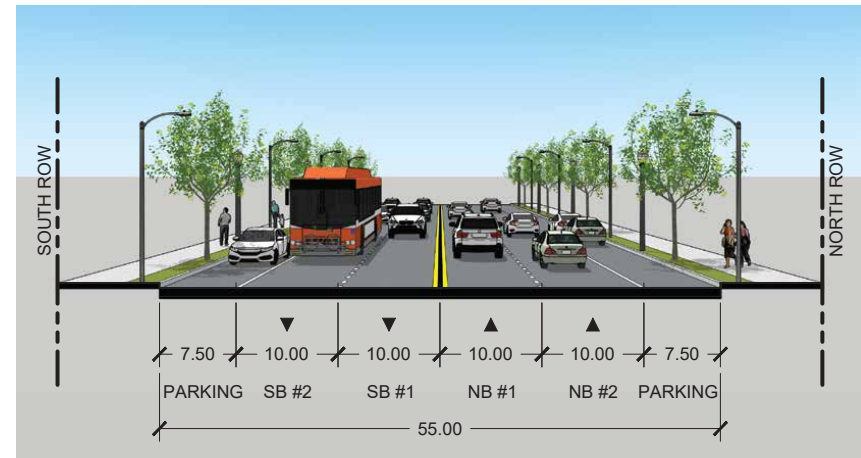 SOUTH ROW
NORTH ROW
▼ ▼ ▲ ▲
7.50 10.00 10.00 10.00 10.00 7.50
PARKING SB #2 SB #1 NB #1 NB #2 PARKING
55.00